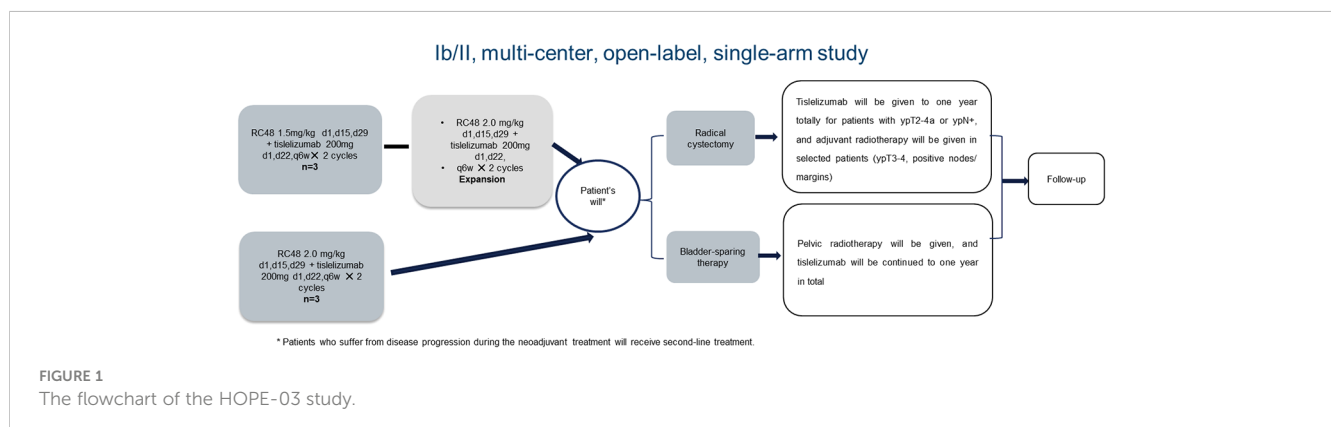 Ib/II, multi-center, open-label, single-arm study
RC48 1.5mg/kg d1,d15,d29
+ tislelizumab 200mg
d1,d22,q6w✕ 2 cycles
n=3
• RC48 2.0 mg/kg
d1,d15,d29 +
tislelizumab 200mg
d1,d22,
• q6w ✕ 2 cycles
Expansion
RC48 2.0 mg/kg
d1,d15,d29 + tislelizumab
200mg d1,d22,q6w ✕ 2
cycles
n=3
Patient's
will*
Radical
cystectomy
Tislelizumab will be given to one year
totally for patients with ypT2-4a or ypN+,
and adjuvant radiotherapy will be given in
selected patients (ypT3-4, positive nodes/
margins)
Bladder-sparing
therapy
Pelvic radiotherapy will be given, and
tislelizumab will be continued to one year
in total
Follow-up
* Patients who suffer from disease progression during the neoadjuvant treatment will receive second-line treatment.
FIGURE 1
The flowchart of the HOPE-03 study.